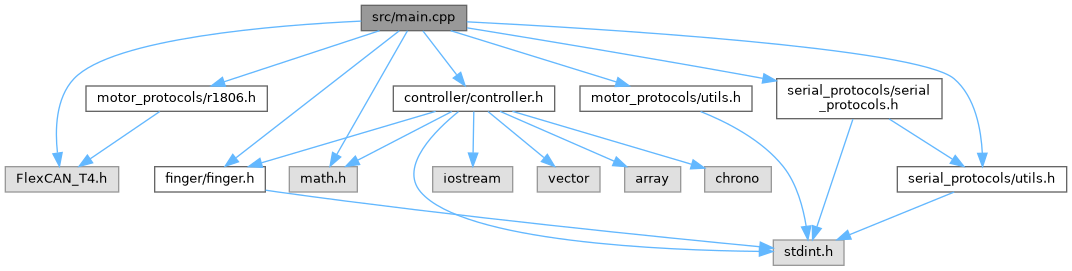 src/main.cpp
motor_protocols/r1806.h
controller/controller.h
motor_protocols/utils.h
serial_protocols/serial
_protocols.h
FlexCAN_T4.h
finger/finger.h
math.h
iostream
vector
array
chrono
serial_protocols/utils.h
stdint.h